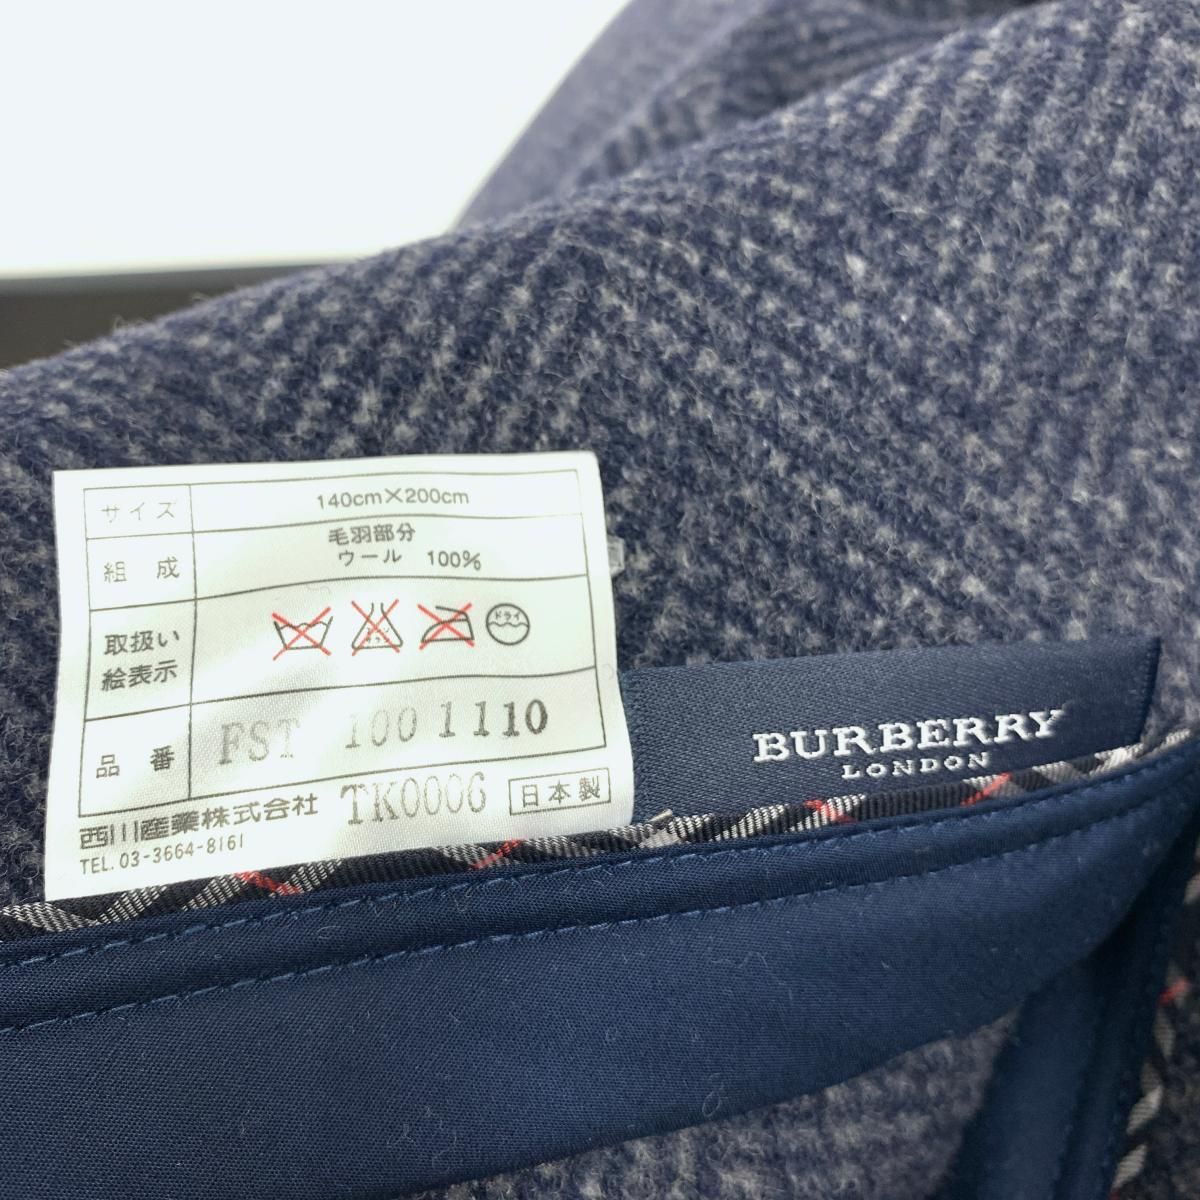 サイズ 140cm×200cm
組成 毛羽部分
ウール 100%
取扱い
絵表示
ドライ
品番 FST 100 1110
西川産業株式会社 TK0006 日本製
TEL. 03-3664-8161
BURBERRY
LONDON